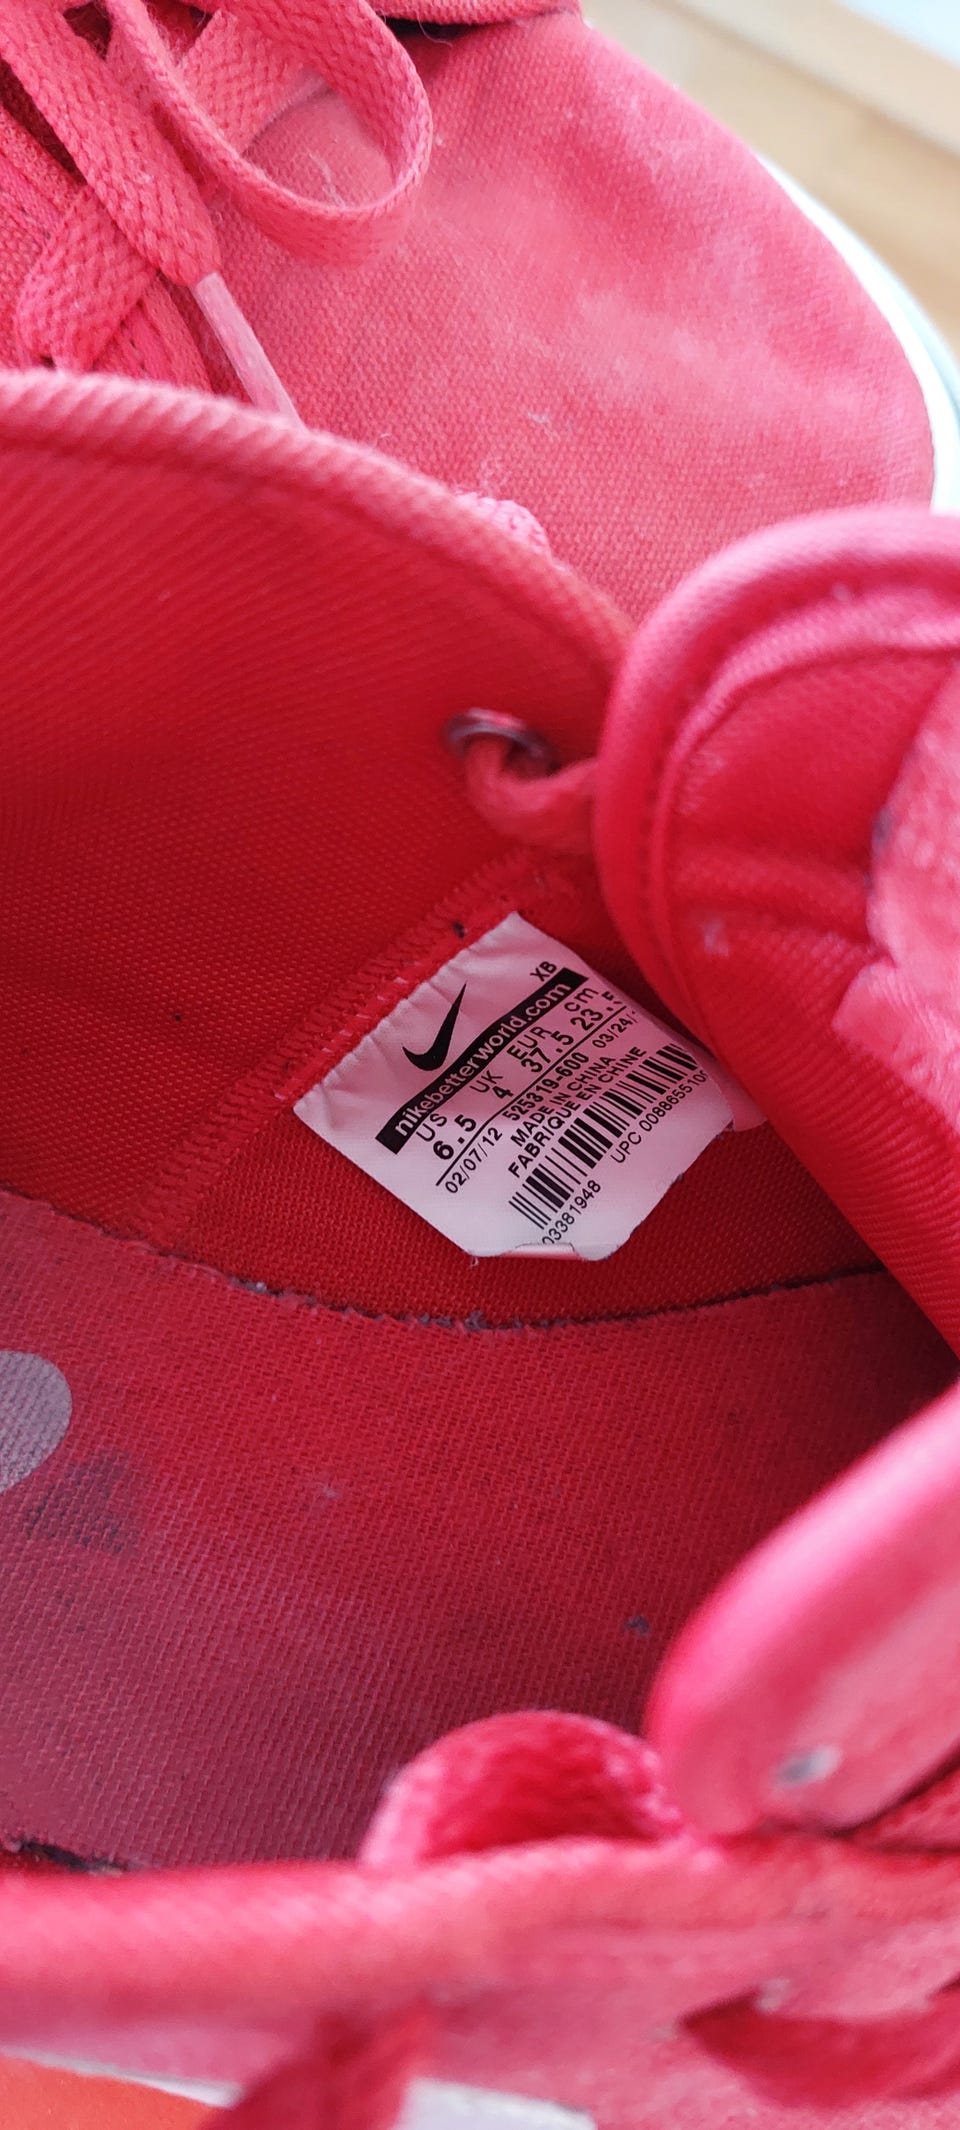 XB
nikebetterworld.com
US UK EUR cm
6.5 4 37.5 23.5
02/07/12 525319-600 03/24/
MADE IN CHINA
FABRIQUE EN CHINE
UPC 00886551
03381948